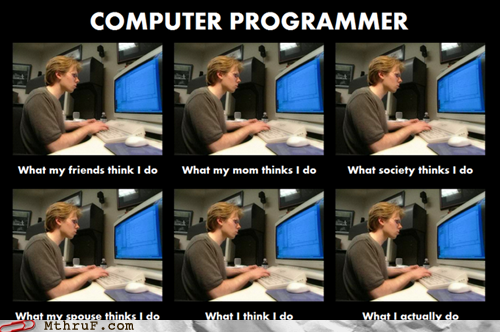 COMPUTER PROGRAMMER
What my friends think I do
What my mom thinks I do
What society thinks I do
What my spouse thinks I do
What I think I do
What I actually do
MthruF.com